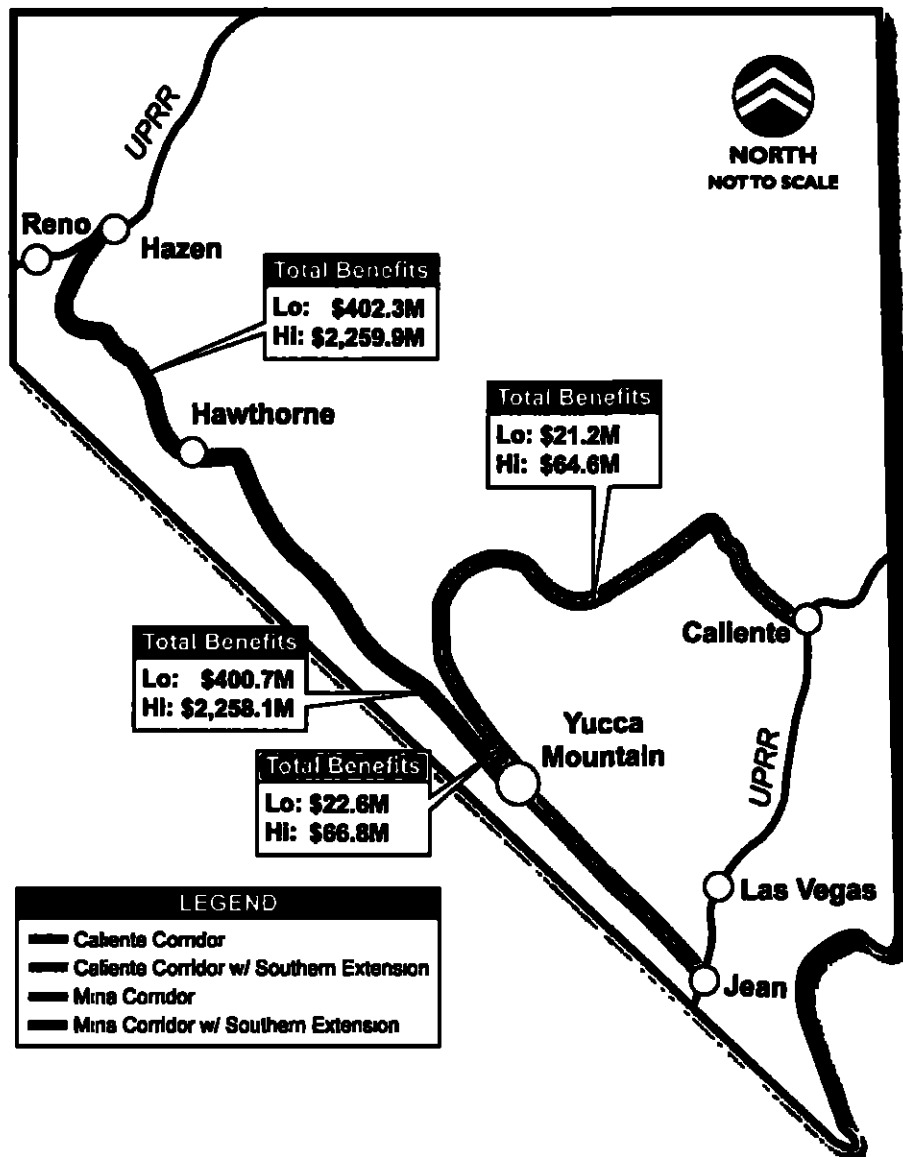 UPRR
NORTH
NOT TO SCALE
Reno
Hazen
Total Benefits
Lo: $402.3M
Hi: $2,259.9M
Hawthorne
Total Benefits
Lo: $21.2M
Hi: $64.6M
Caliente
Total Benefits
Lo: $400.7M
Hi: $2,258.1M
Yucca
Mountain
UPRR
Total Benefits
Lo: $22.6M
Hi: $66.8M
Las Vegas
Jean
LEGEND
Caliente Corridor
Caliente Corridor w/ Southern Extension
Mina Corridor
Mina Corridor w/ Southern Extension